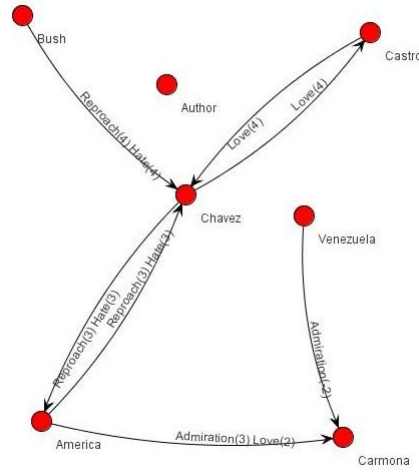 Bush
Castro
Author
Reproach(4) Hate(4)
Love(4)
Love(4)
Chavez
Venezuela
Reproach(3) Hate(3)
Reproach(3) Hate(3)
Admiration(-2)
America
Admiration(3) Love(2)
Carmona